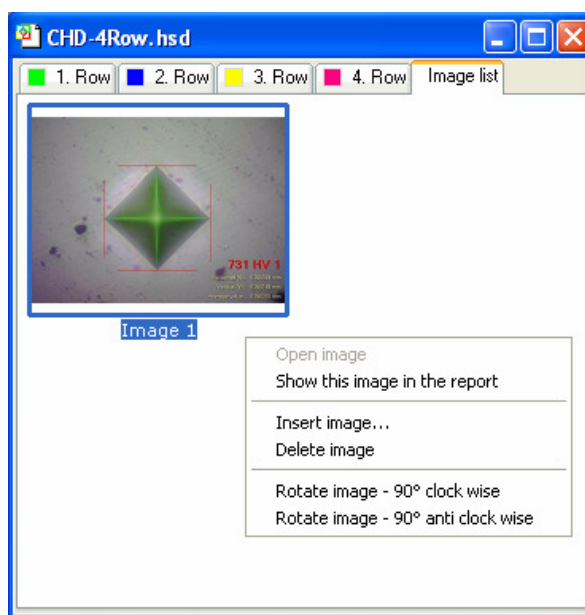 CHD-4Row.hsd
1. Row 2. Row 3. Row 4. Row Image list
731 HV 1
Image 1
Open image
Show this image in the report
Insert image...
Delete image
Rotate image - 90° clock wise
Rotate image - 90° anti clock wise